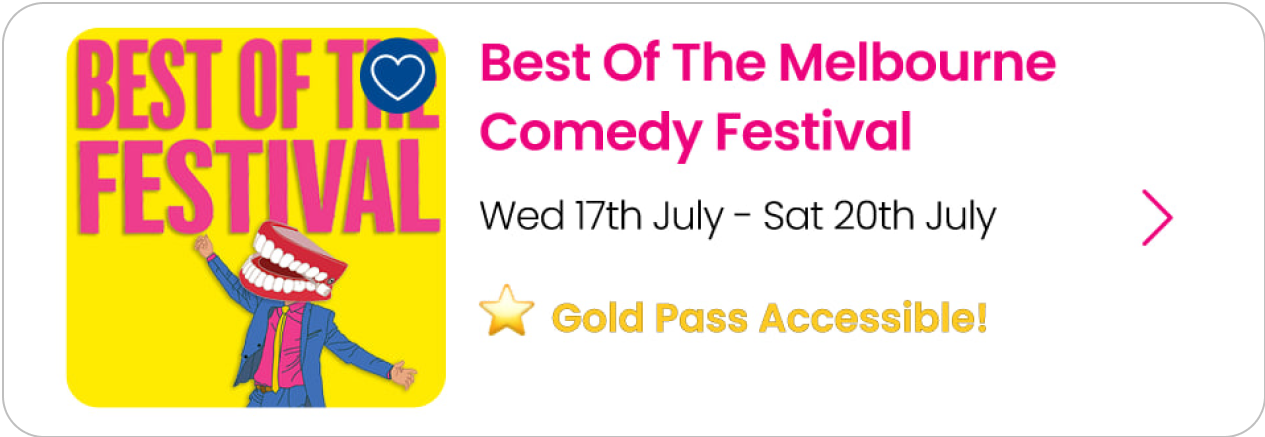 BEST OF THE
FESTIVAL
Best Of The Melbourne
Comedy Festival
Wed 17th July - Sat 20th July
Gold Pass Accessible!